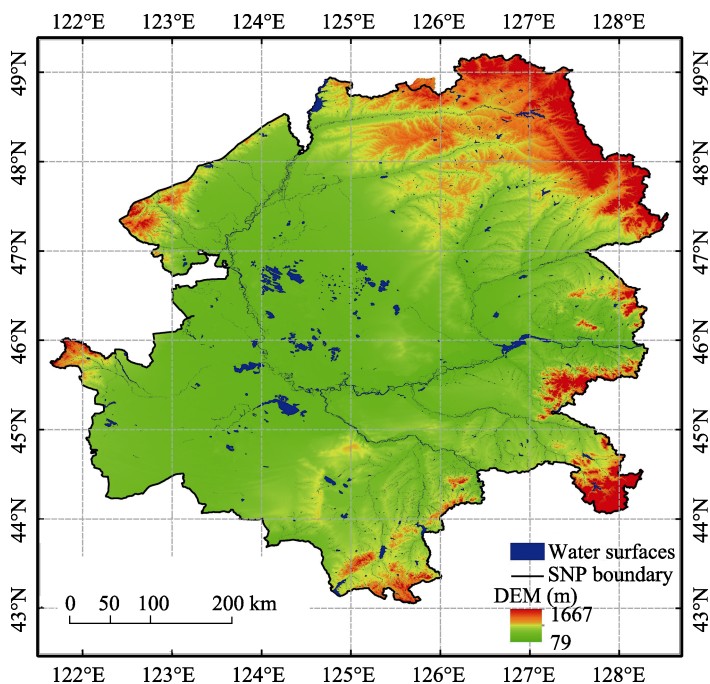 122°E 123°E 124°E 125°E 126°E 127°E 128°E
49°N 49°N
48°N 48°N
47°N 47°N
46°N 46°N
45°N 45°N
44°N 44°N
43°N 43°N
Water surfaces
SNP boundary
DEM (m)
1667
79
0 50 100 200 km
122°E 123°E 124°E 125°E 126°E 127°E 128°E